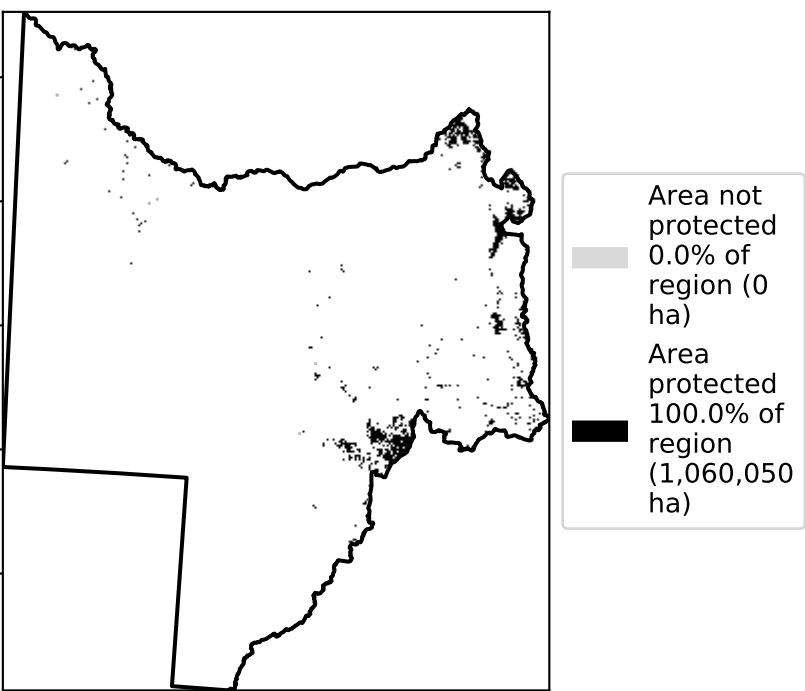 Area not
protected
0.0% of
region (0
ha)
Area
protected
100.0% of
region
(1,060,050
ha)